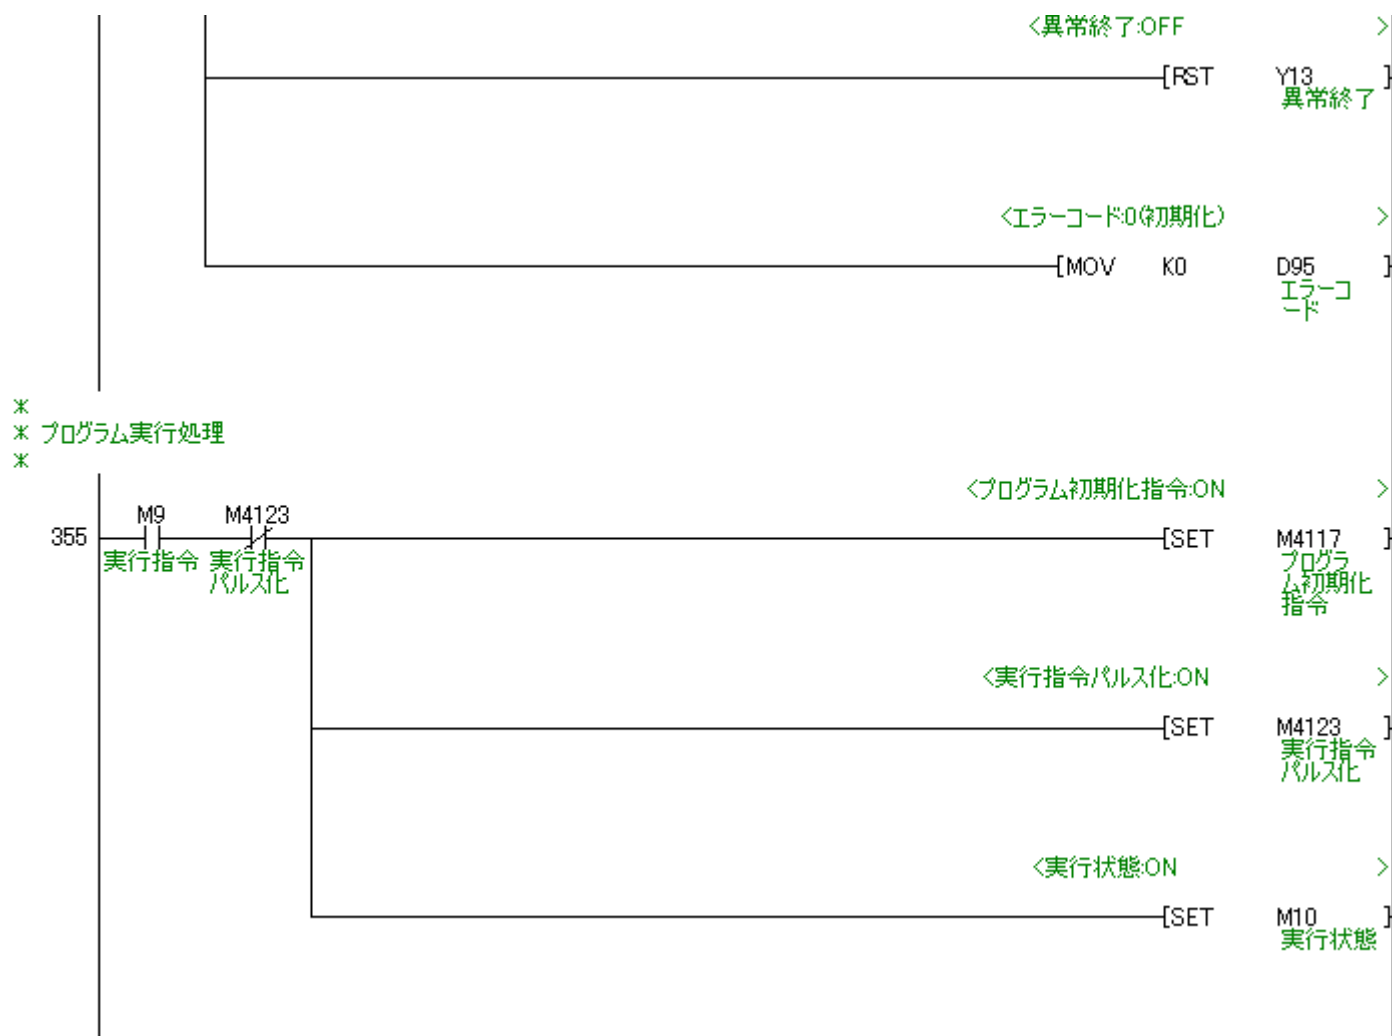 <異常終了:OFF >
[RST Y13 ]
異常終了
<エラーコード:0(初期化) >
[MOV K0 D95 ]
エラーコ
ード
*
* プログラム実行処理
*
<プログラム初期化指令:ON >
M9 M4123
355 [SET M4117 ]
実行指令 実行指令
パルス化
プログラ
ム初期化
指令
<実行指令パルス化:ON >
[SET M4123 ]
実行指令
パルス化
<実行状態:ON >
[SET M10 ]
実行状態